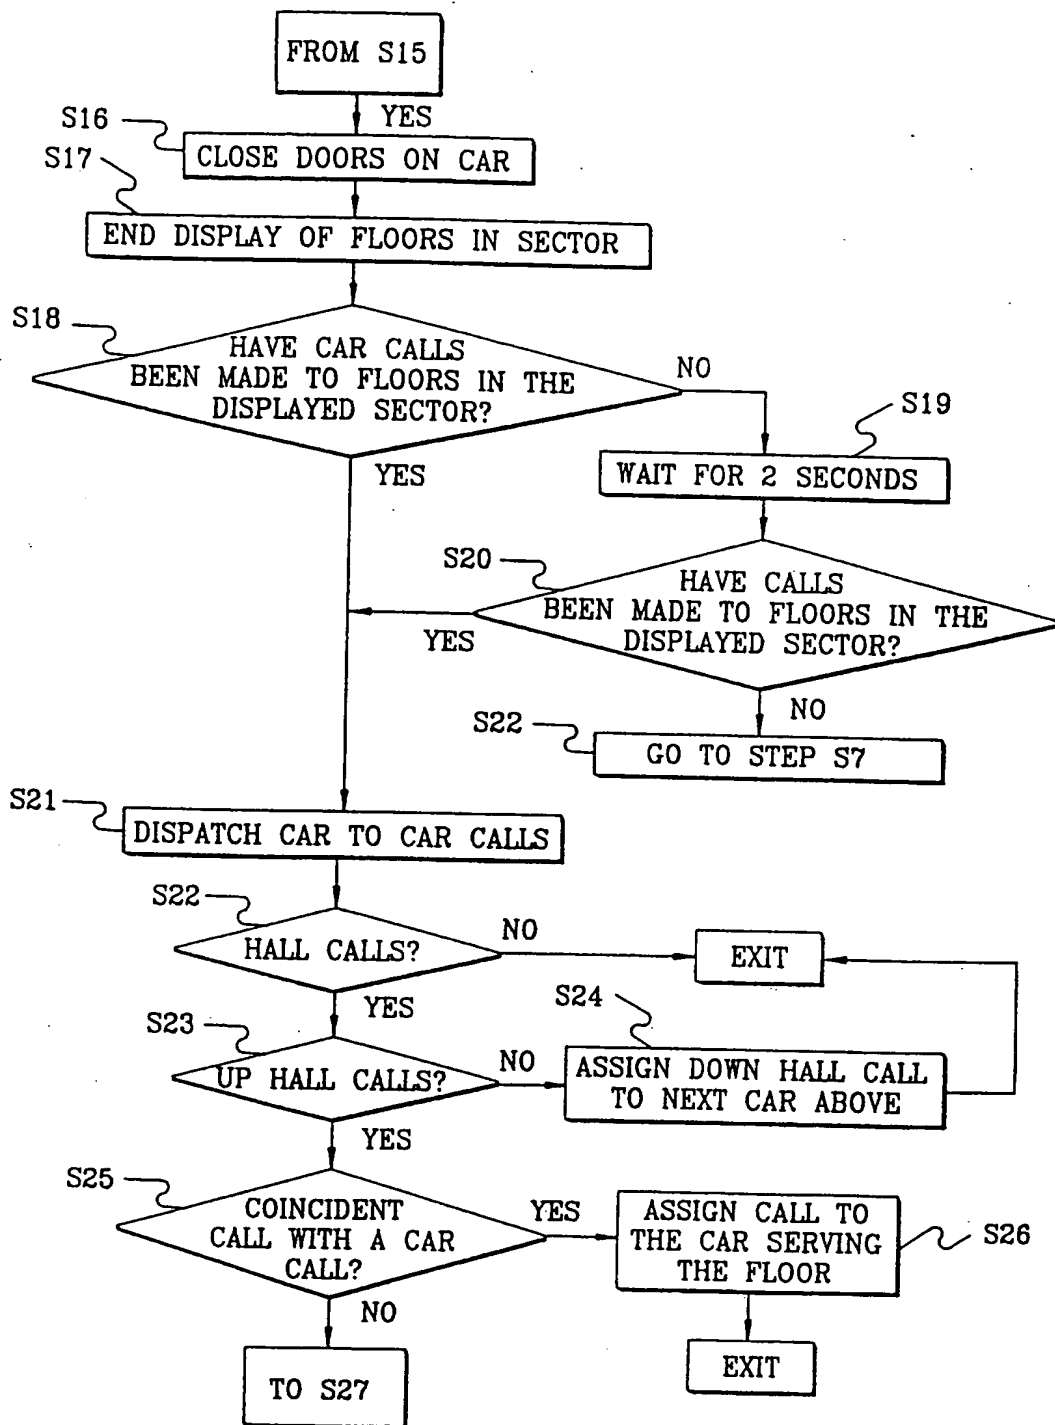 FROM S15
YES
S16
CLOSE DOORS ON CAR
S17
END DISPLAY OF FLOORS IN SECTOR
S18
HAVE CAR CALLS
BEEN MADE TO FLOORS IN THE
DISPLAYED SECTOR?
NO
YES
S19
WAIT FOR 2 SECONDS
S20
HAVE CALLS
BEEN MADE TO FLOORS IN THE
DISPLAYED SECTOR?
YES
NO
S22
GO TO STEP S7
S21
DISPATCH CAR TO CAR CALLS
S22
HALL CALLS?
NO
EXIT
YES
S23
UP HALL CALLS?
NO
S24
ASSIGN DOWN HALL CALL
TO NEXT CAR ABOVE
YES
S25
COINCIDENT
CALL WITH A CAR
CALL?
YES
ASSIGN CALL TO
THE CAR SERVING
THE FLOOR
S26
NO
EXIT
TO S27